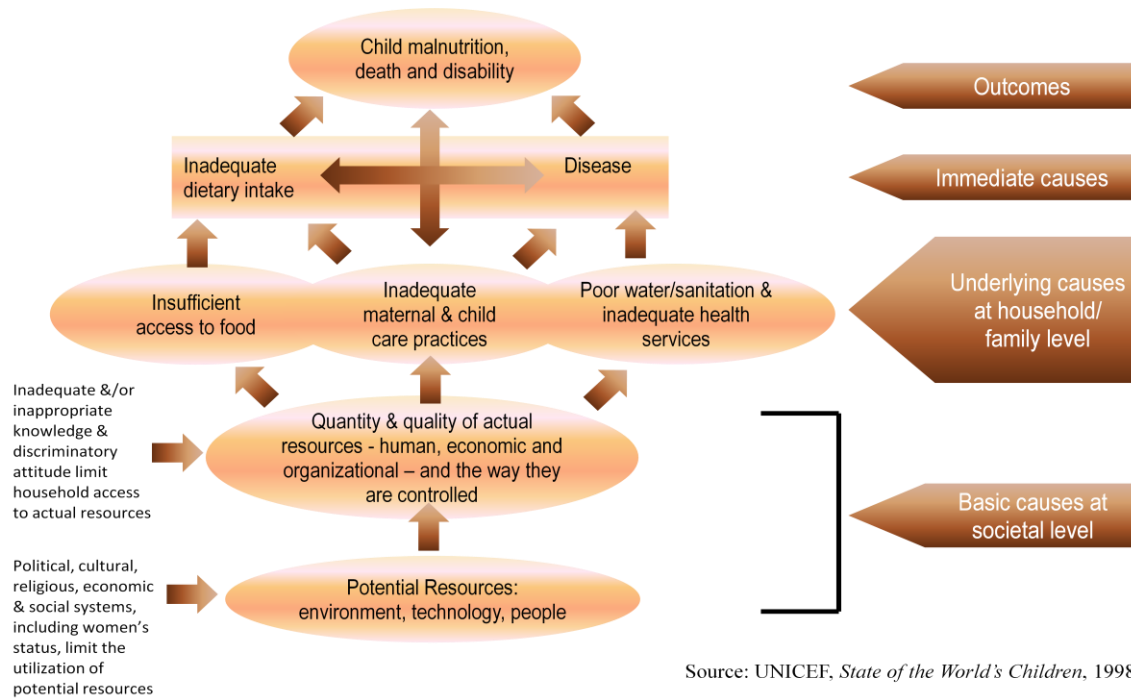 Child malnutrition,
death and disability
Outcomes
Inadequate
dietary intake
Disease
Immediate causes
Insufficient
access to food
Inadequate
maternal & child
care practices
Poor water/sanitation &
inadequate health
services
Underlying causes
at household/
family level
Inadequate &/or
inappropriate
knowledge &
discriminatory
attitude limit
household access
to actual resources
Quantity & quality of actual
resources - human, economic and
organizational – and the way they
are controlled
Basic causes at
societal level
Political, cultural,
religious, economic
& social systems,
including women's
status, limit the
utilization of
potential resources
Potential Resources:
environment, technology, people
Source: UNICEF, State of the World's Children, 1998